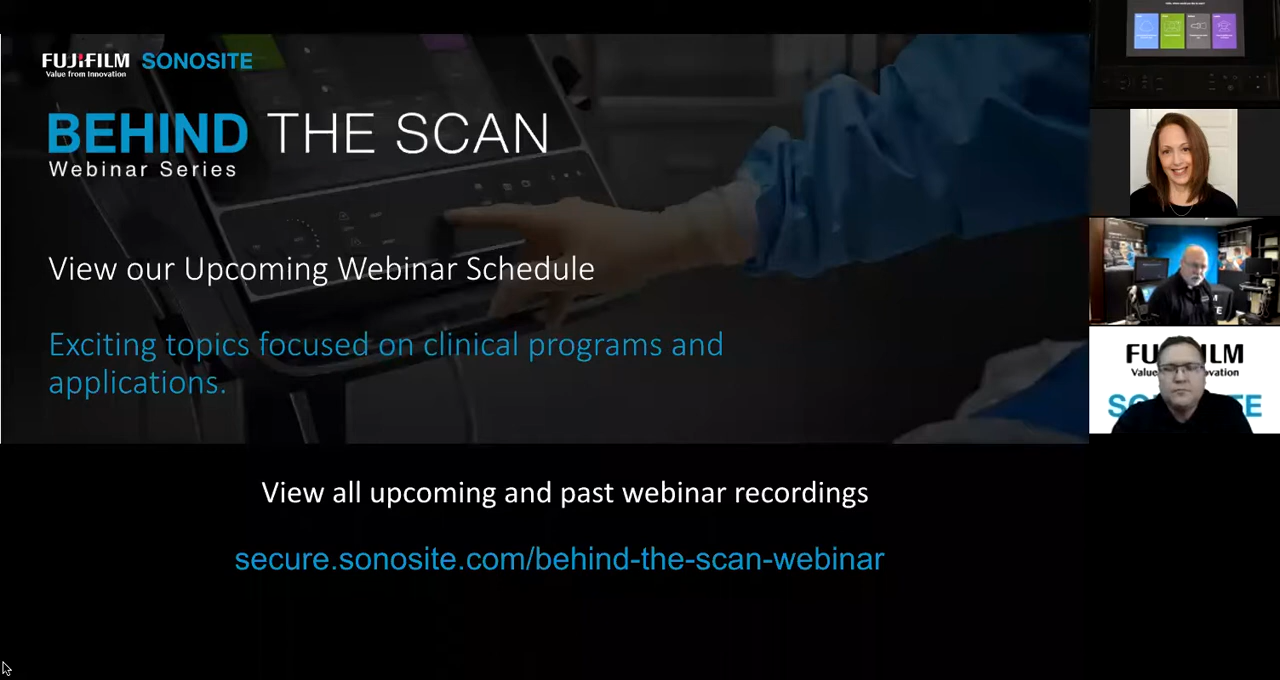 FUJIFILM SONOSITE
Value from Innovation
BEHIND THE SCAN
Webinar Series
View our Upcoming Webinar Schedule
Exciting topics focused on clinical programs and
applications.
View all upcoming and past webinar recordings
secure.sonosite.com/behind-the-scan-webinar